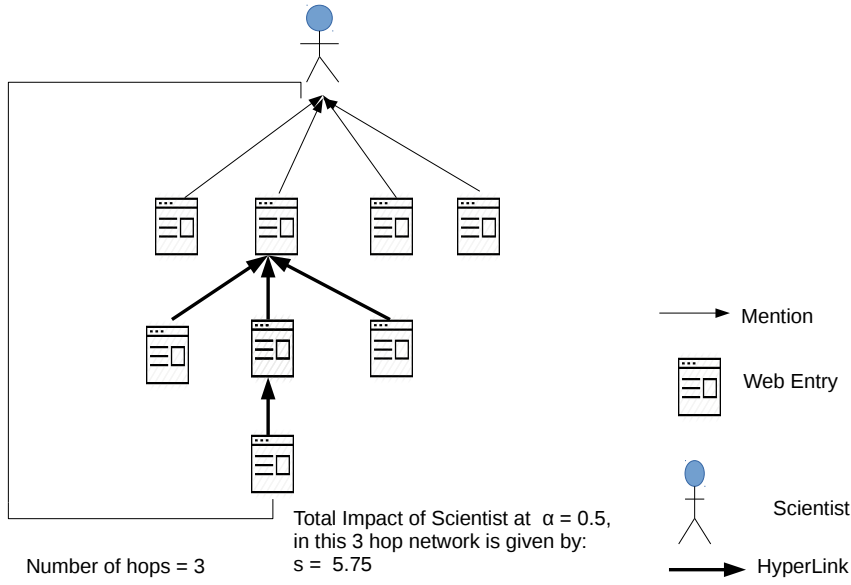 Mention
Web Entry
Scientist
HyperLink
Total Impact of Scientist at α = 0.5,
in this 3 hop network is given by:
s = 5.75
Number of hops = 3